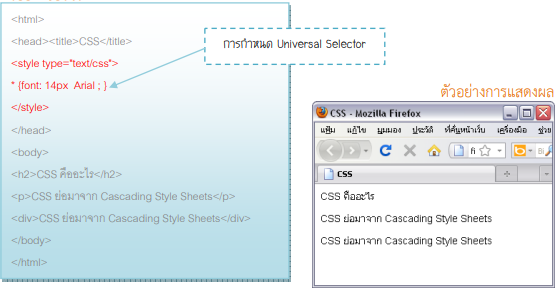 <html>
<head><title>CSS</title>
<style type="text/css">
* {font: 14px Arial ; }
</style>
</head>
<body>
<h2>CSS คืออะไร</h2>
<p>CSS ย่อมาจาก Cascading Style Sheets</p>
<div>CSS ย่อมาจาก Cascading Style Sheets</div>
</body>
</html>
การกำหนด Universal Selector
ตัวอย่างการแสดงผล
CSS - Mozilla Firefox
แฟ้ม แก้ไข มุมมอง ประวัติ ที่คั่นหน้าเว็บ เครื่องมือ ช่วย
fi
CSS
CSS คืออะไร
CSS ย่อมาจาก Cascading Style Sheets
CSS ย่อมาจาก Cascading Style Sheets